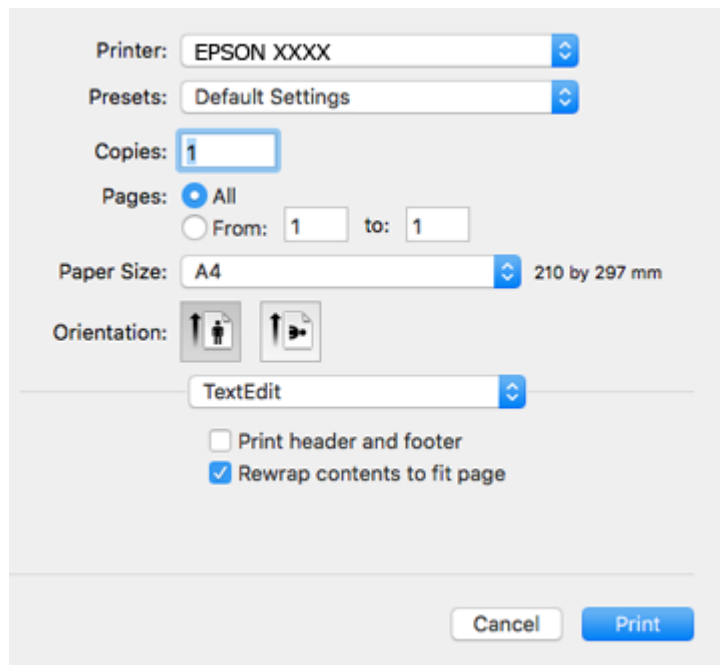 Printer: EPSON XXXX
Presets: Default Settings
Copies: 1
Pages: All
From: 1 to: 1
Paper Size: A4 210 by 297 mm
Orientation:
TextEdit
Print header and footer
Rewrap contents to fit page
Cancel Print